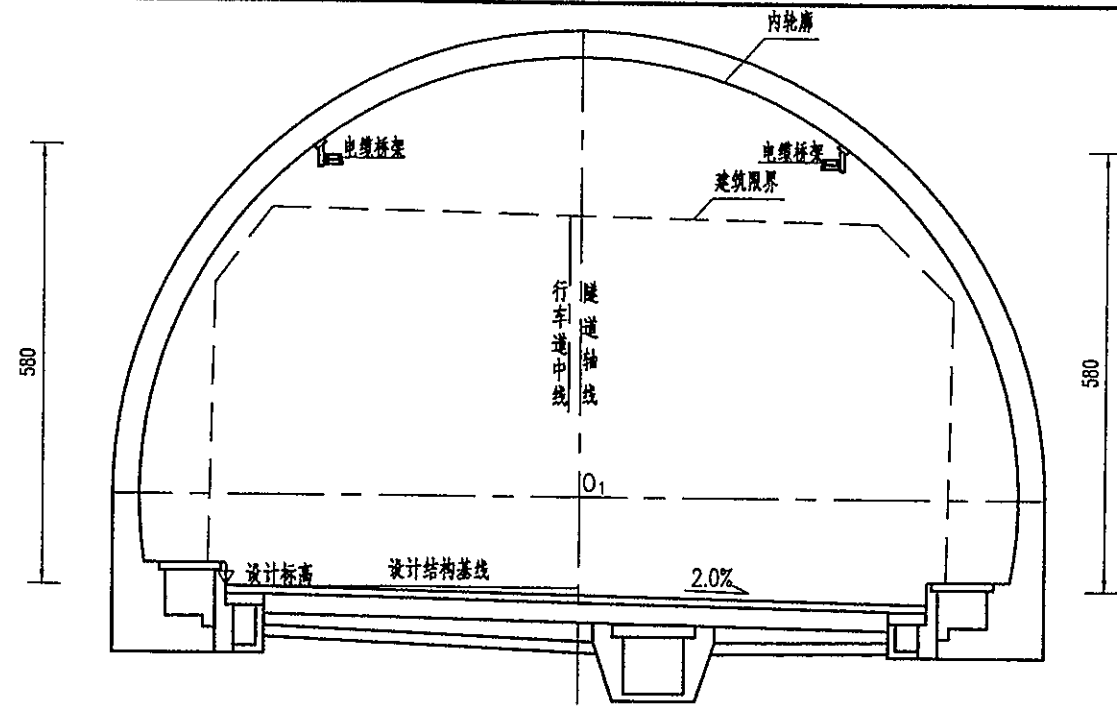 内轮廓
电缆桥架
电缆桥架
建筑限界
行车道中线
隧道轴线
580
580
O1
设计标高
设计结构基线
2.0%